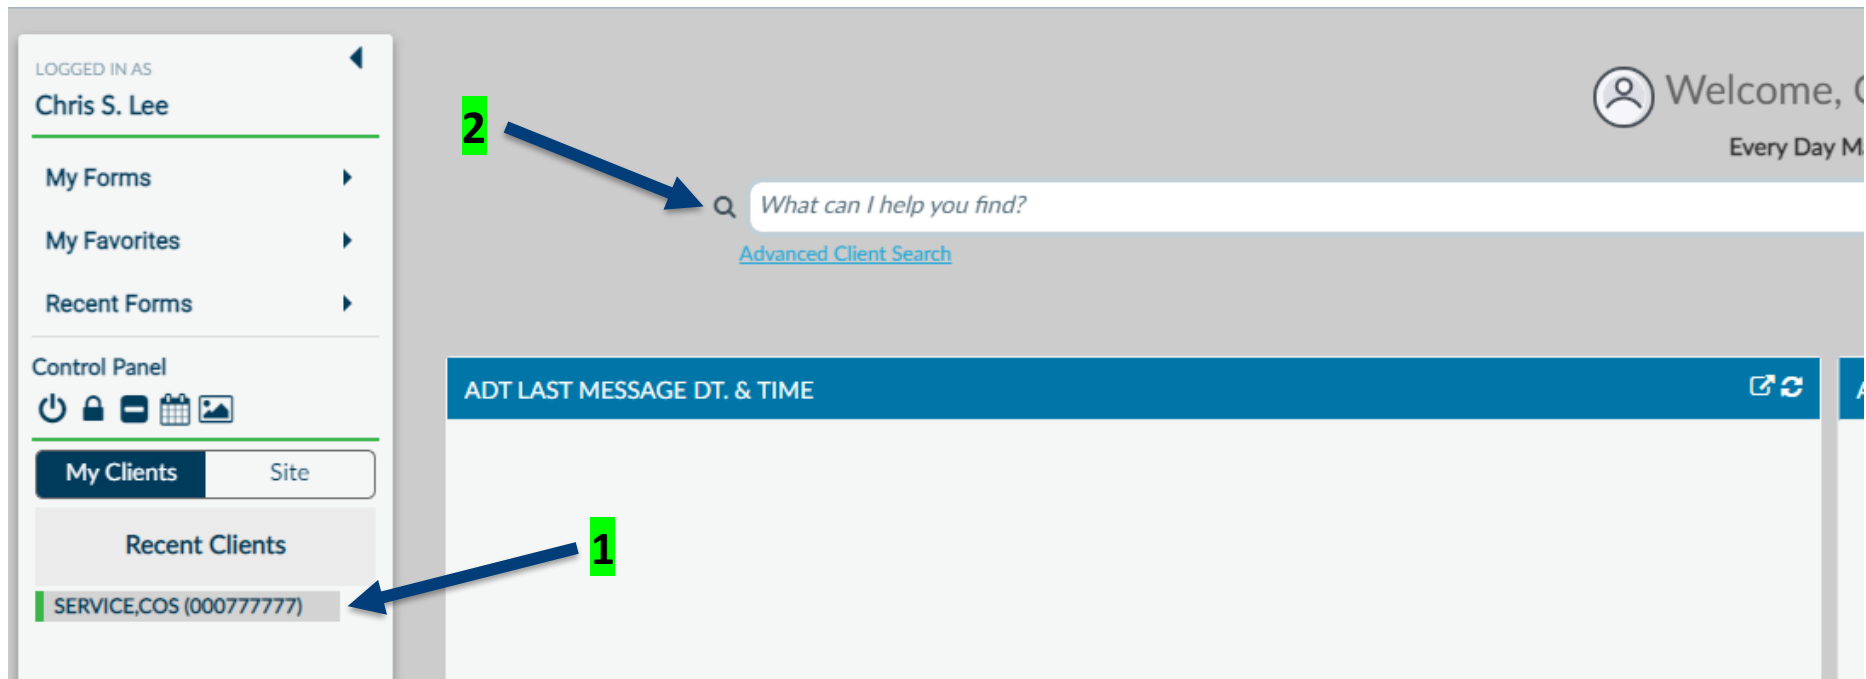 LOGGED IN AS
Chris S. Lee
My Forms
My Favorites
Recent Forms
Control Panel
My Clients
Site
Recent Clients
SERVICE,COS (000777777)
2
1
Welcome,
Every Day
What can I help you find?
Advanced Client Search
ADT LAST MESSAGE DT. & TIME